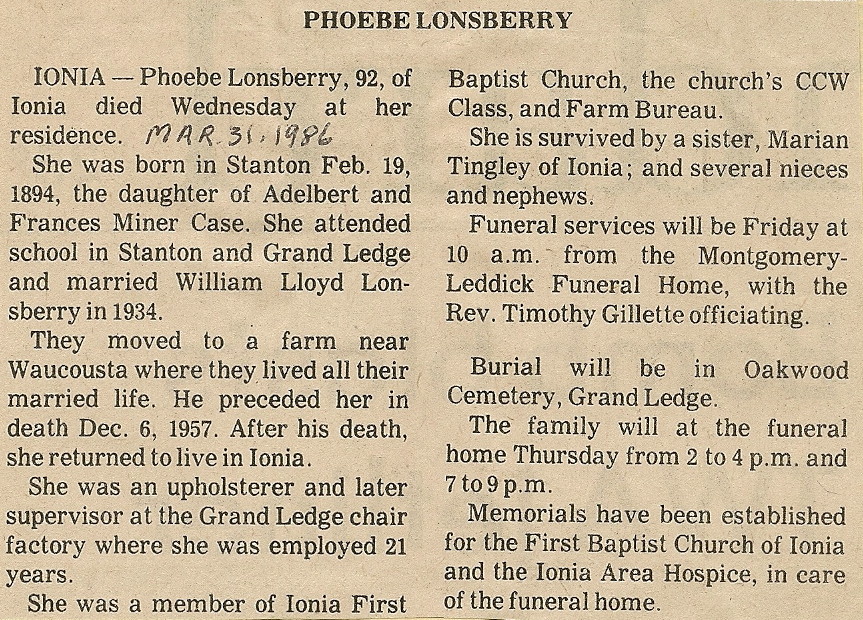 PHOEBE LONSBERRY
IONIA — Phoebe Lonsberry, 92, of
Ionia died Wednesday at her
residence. MAR. 31, 1986
She was born in Stanton Feb. 19,
1894, the daughter of Adelbert and
Frances Miner Case. She attended
school in Stanton and Grand Ledge
and married William Lloyd Lon-
sberry in 1934.
They moved to a farm near
Waucousta where they lived all their
married life. He preceded her in
death Dec. 6, 1957. After his death,
she returned to live in Ionia.
She was an upholsterer and later
supervisor at the Grand Ledge chair
factory where she was employed 21
years.
She was a member of Ionia First
Baptist Church, the church's CCW
Class, and Farm Bureau.
She is survived by a sister, Marian
Tingley of Ionia; and several nieces
and nephews.
Funeral services will be Friday at
10 a.m. from the Montgomery-
Leddick Funeral Home, with the
Rev. Timothy Gillette officiating.
Burial will be in Oakwood
Cemetery, Grand Ledge.
The family will at the funeral
home Thursday from 2 to 4 p.m. and
7 to 9 p.m.
Memorials have been established
for the First Baptist Church of Ionia
and the Ionia Area Hospice, in care
of the funeral home.